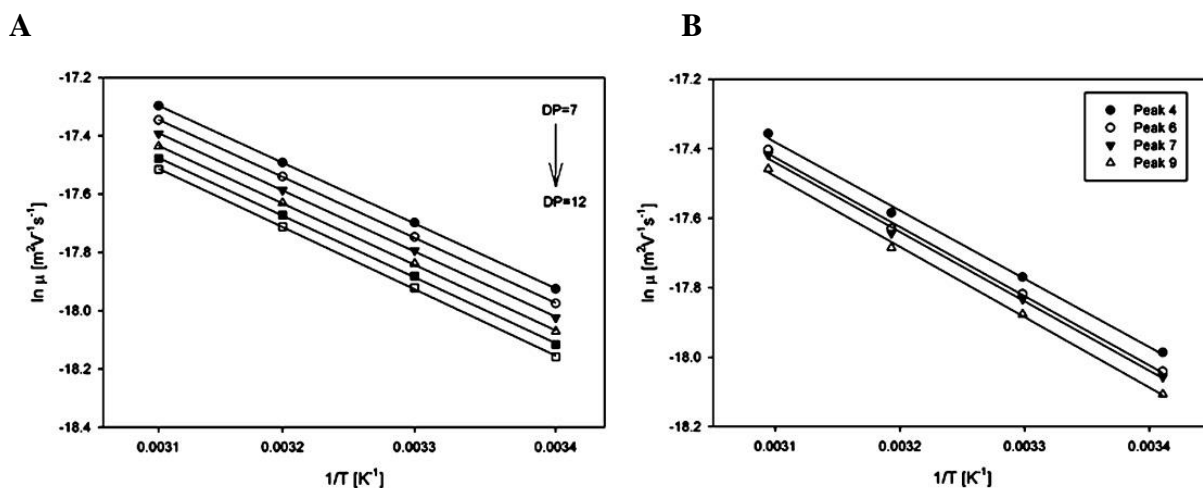 A
-17.2
-17.4
-17.6
-17.8
-18.0
-18.2
-18.4
ln µ [m²V⁻¹s⁻¹]
DP=7
DP=12
0.0031 0.0032 0.0033 0.0034
1/T [K⁻¹]
B
-17.2
-17.4
-17.6
-17.8
-18.0
-18.2
ln µ [m²V⁻¹s⁻¹]
Peak 4
Peak 6
Peak 7
Peak 9
0.0031 0.0032 0.0033 0.0034
1/T [K⁻¹]